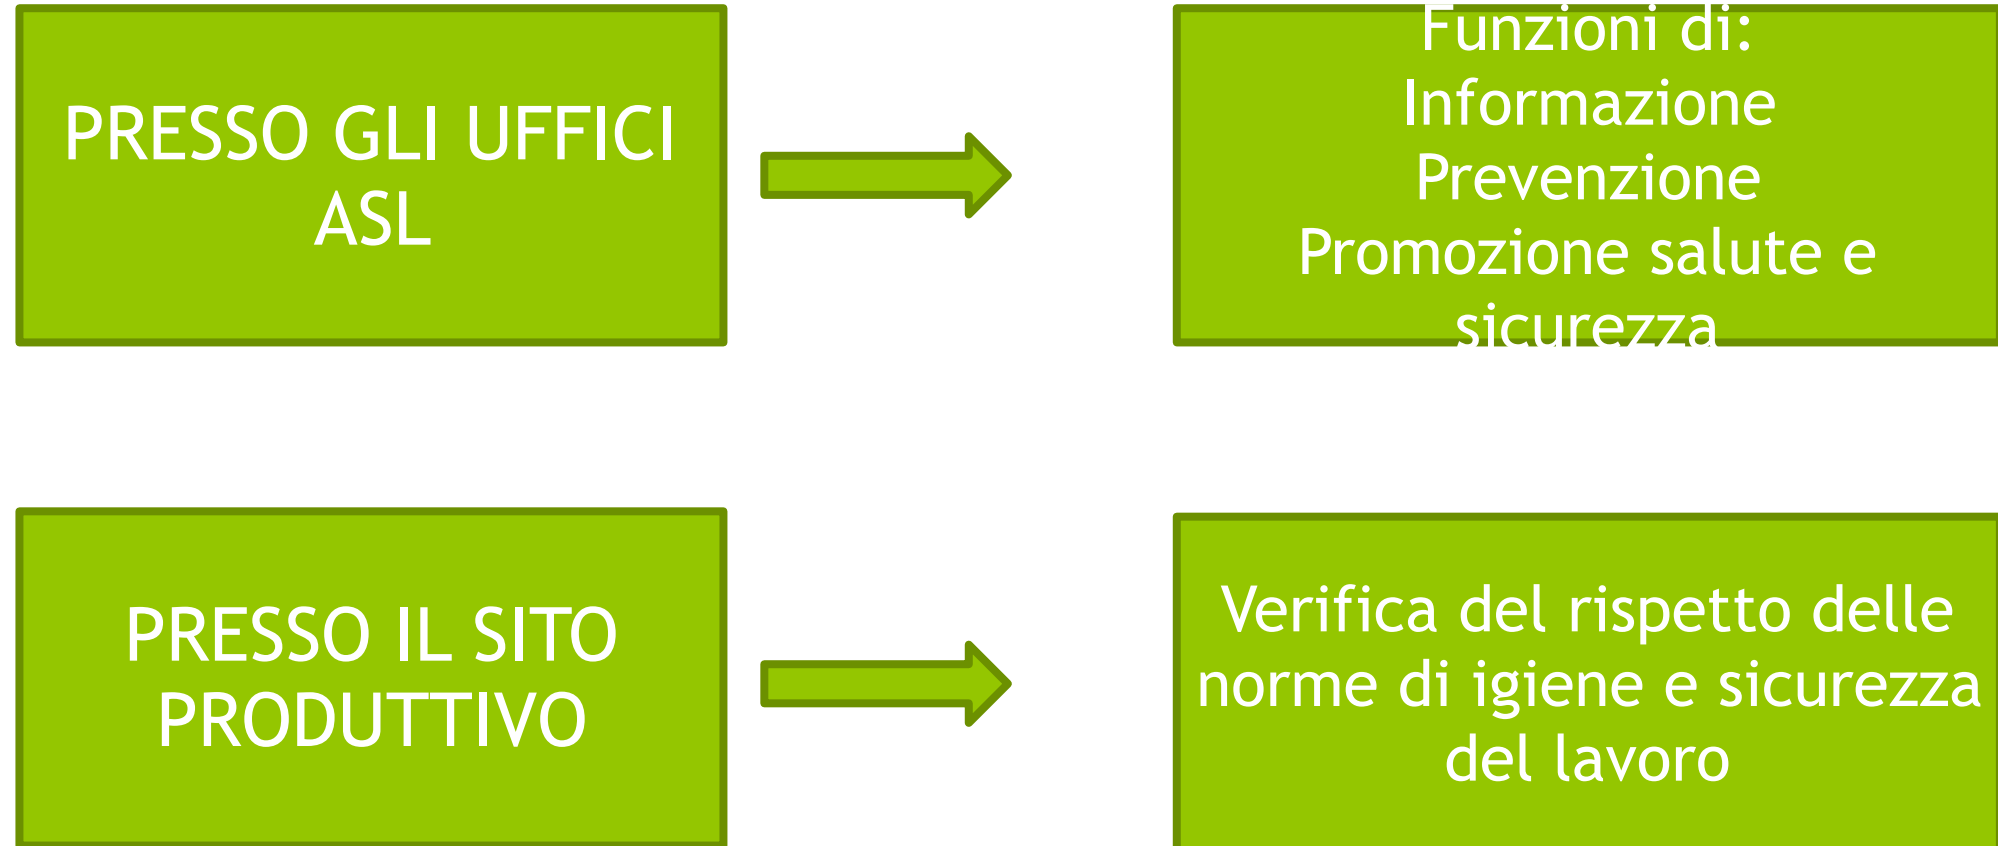 PRESSO GLI UFFICI
ASL
Funzioni di:
Informazione
Prevenzione
Promozione salute e
sicurezza
PRESSO IL SITO
PRODUTTIVO
Verifica del rispetto delle
norme di igiene e sicurezza
del lavoro